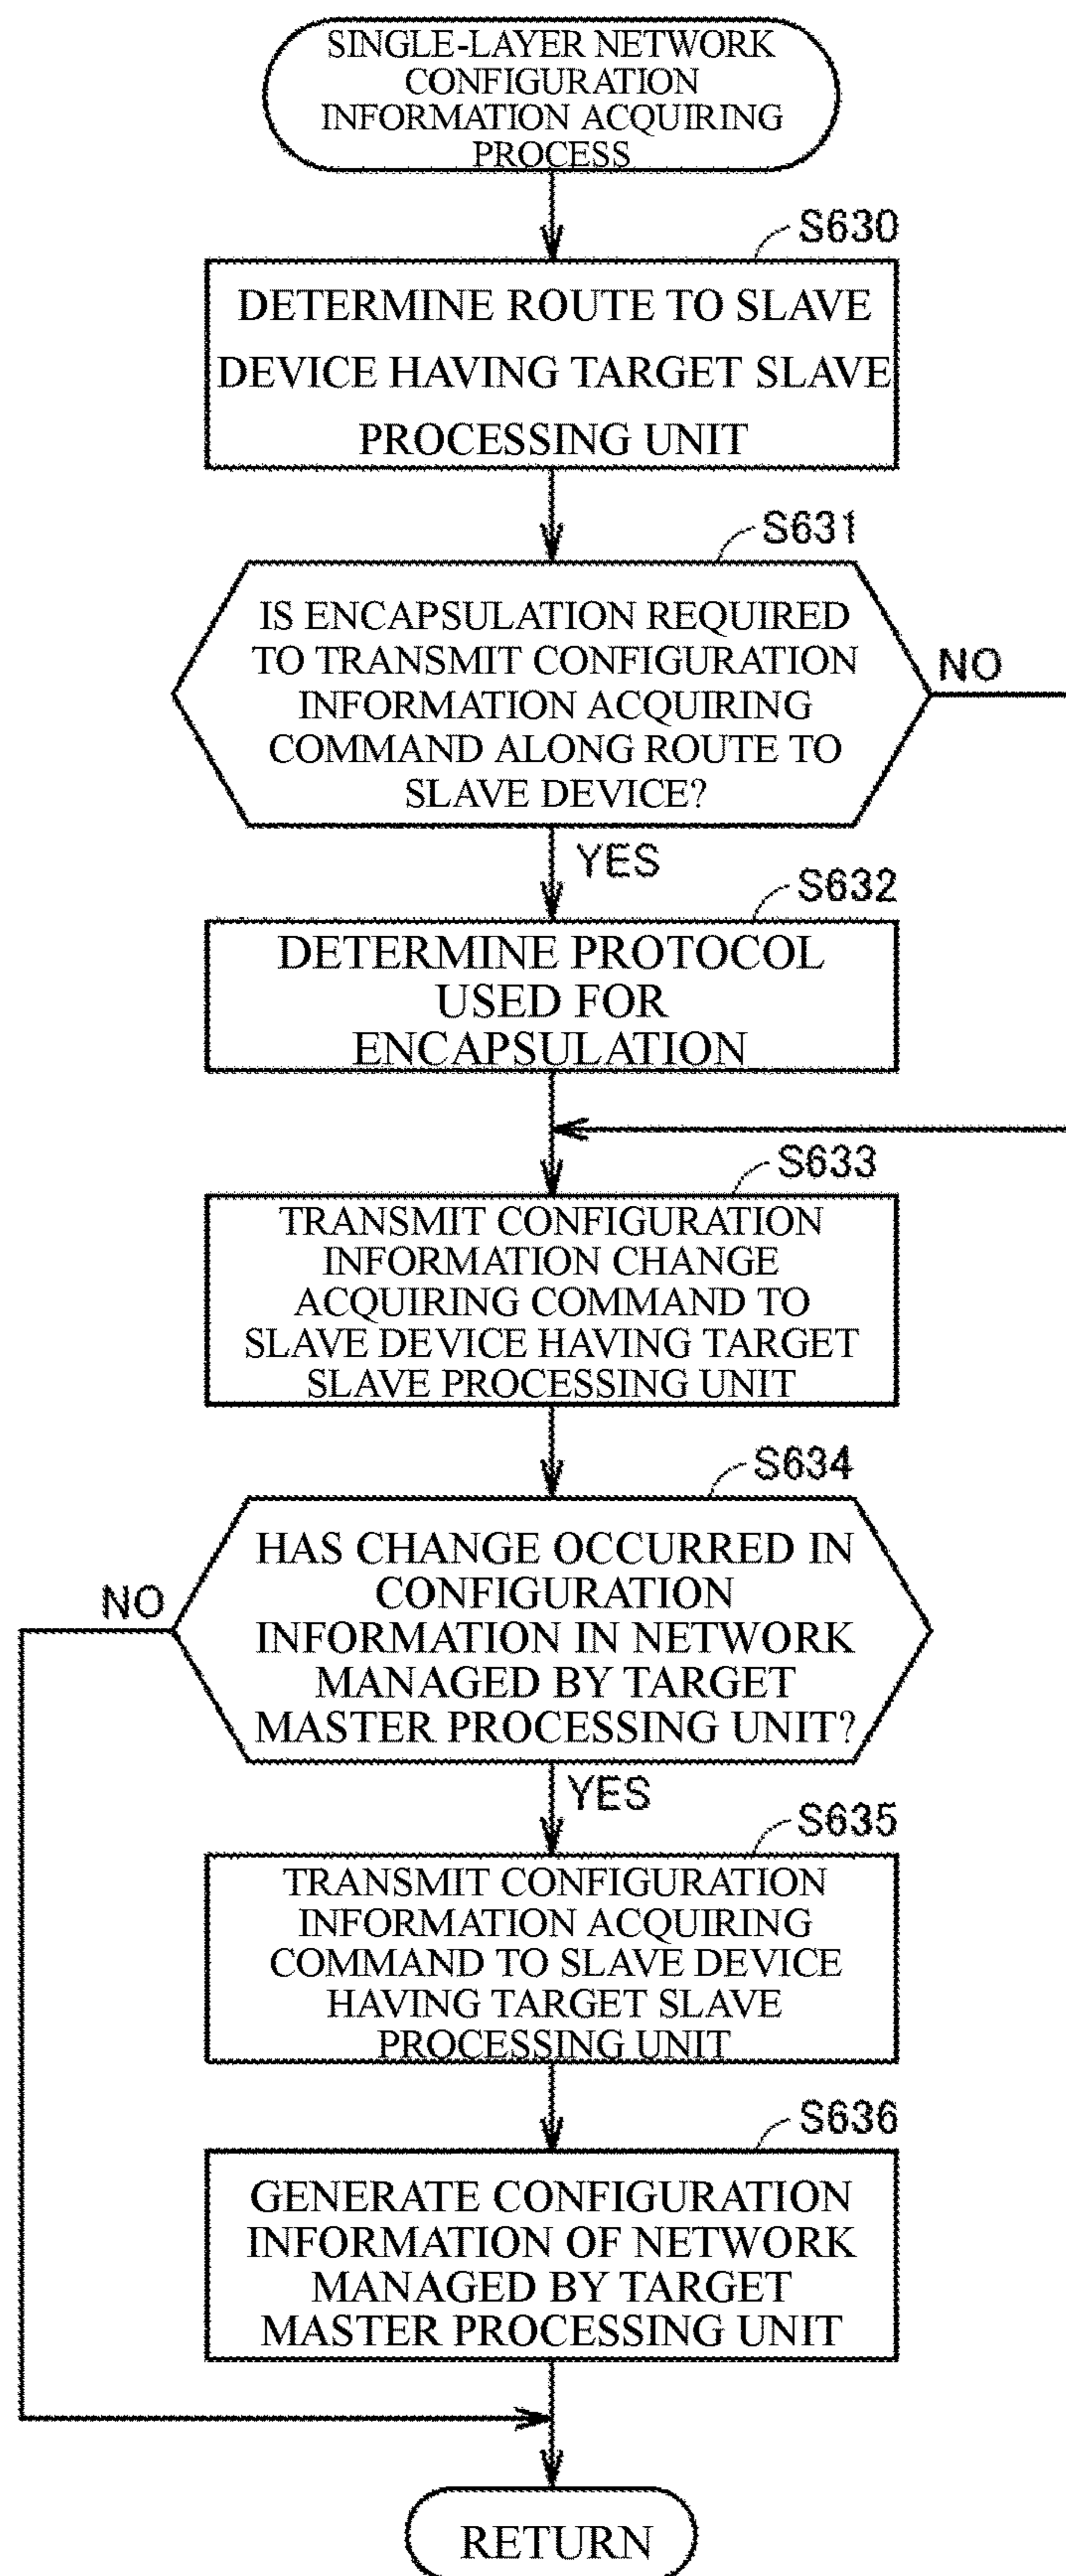 SINGLE-LAYER NETWORK
CONFIGURATION
INFORMATION ACQUIRING
PROCESS
S630
DETERMINE ROUTE TO SLAVE
DEVICE HAVING TARGET SLAVE
PROCESSING UNIT
S631
IS ENCAPSULATION REQUIRED
TO TRANSMIT CONFIGURATION
INFORMATION ACQUIRING
COMMAND ALONG ROUTE TO
SLAVE DEVICE?
NO
YES
S632
DETERMINE PROTOCOL
USED FOR
ENCAPSULATION
S633
TRANSMIT CONFIGURATION
INFORMATION CHANGE
ACQUIRING COMMAND TO
SLAVE DEVICE HAVING TARGET
SLAVE PROCESSING UNIT
S634
HAS CHANGE OCCURRED IN
CONFIGURATION
INFORMATION IN NETWORK
MANAGED BY TARGET
MASTER PROCESSING UNIT?
NO
YES
S635
TRANSMIT CONFIGURATION
INFORMATION ACQUIRING
COMMAND TO SLAVE DEVICE
HAVING TARGET SLAVE
PROCESSING UNIT
S636
GENERATE CONFIGURATION
INFORMATION OF NETWORK
MANAGED BY TARGET
MASTER PROCESSING UNIT
RETURN